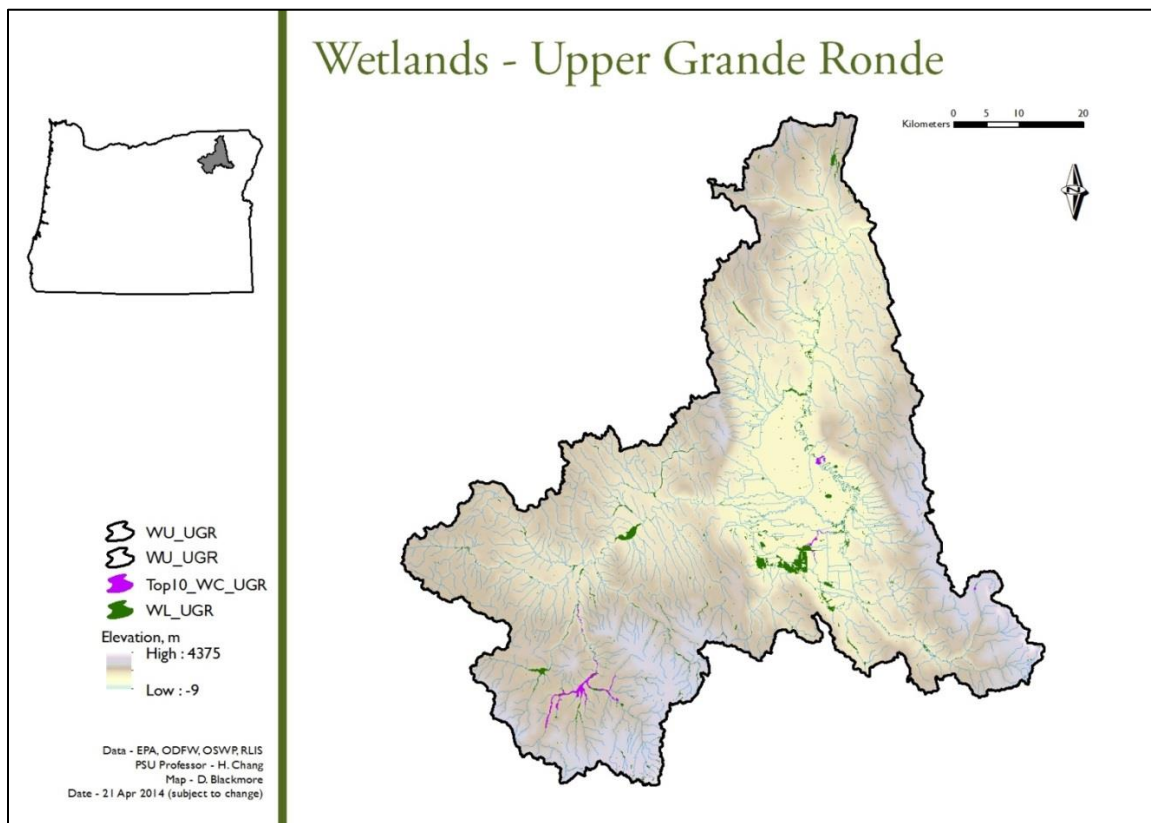 Wetlands - Upper Grande Ronde
0 5 10 20
Kilometers
N
WU_UGR
WU_UGR
Top10_WC_UGR
WL_UGR
Elevation, m
High : 4375
Low : -9
Data - EPA, ODFW, OSWP, RLIS
PSU Professor - H. Chang
Map - D. Blackmore
Date - 21 Apr 2014 (subject to change)